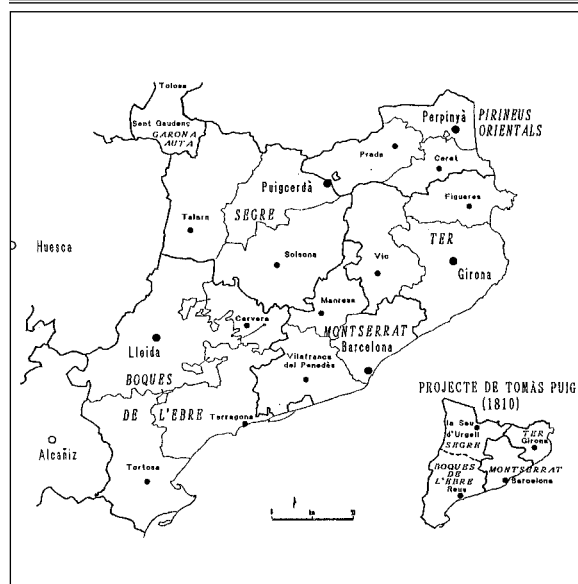 Tolosa
Sent Gaudenç
GARONA
AUTA
Perpinyà
PIRINEUS
ORIENTALS
Prada
Ceret
Puigcerdà
Figueres
Talarn
SEGRE
TER
Huesca
Solsona
Vic
Girona
Manresa
Cervera
MONTSERRAT
Lleida
Barcelona
Vilafranca
del Penedès
BOQUES
DE L'EBRE
Tarragona
Alcañiz
Tortosa
PROJECTE DE TOMÀS PUIG
(1810)
la Seu
d'Urgell
SEGRE
TER
Girona
BOQUES
DE
L'EBRE
Reus
MONTSERRAT
Barcelona